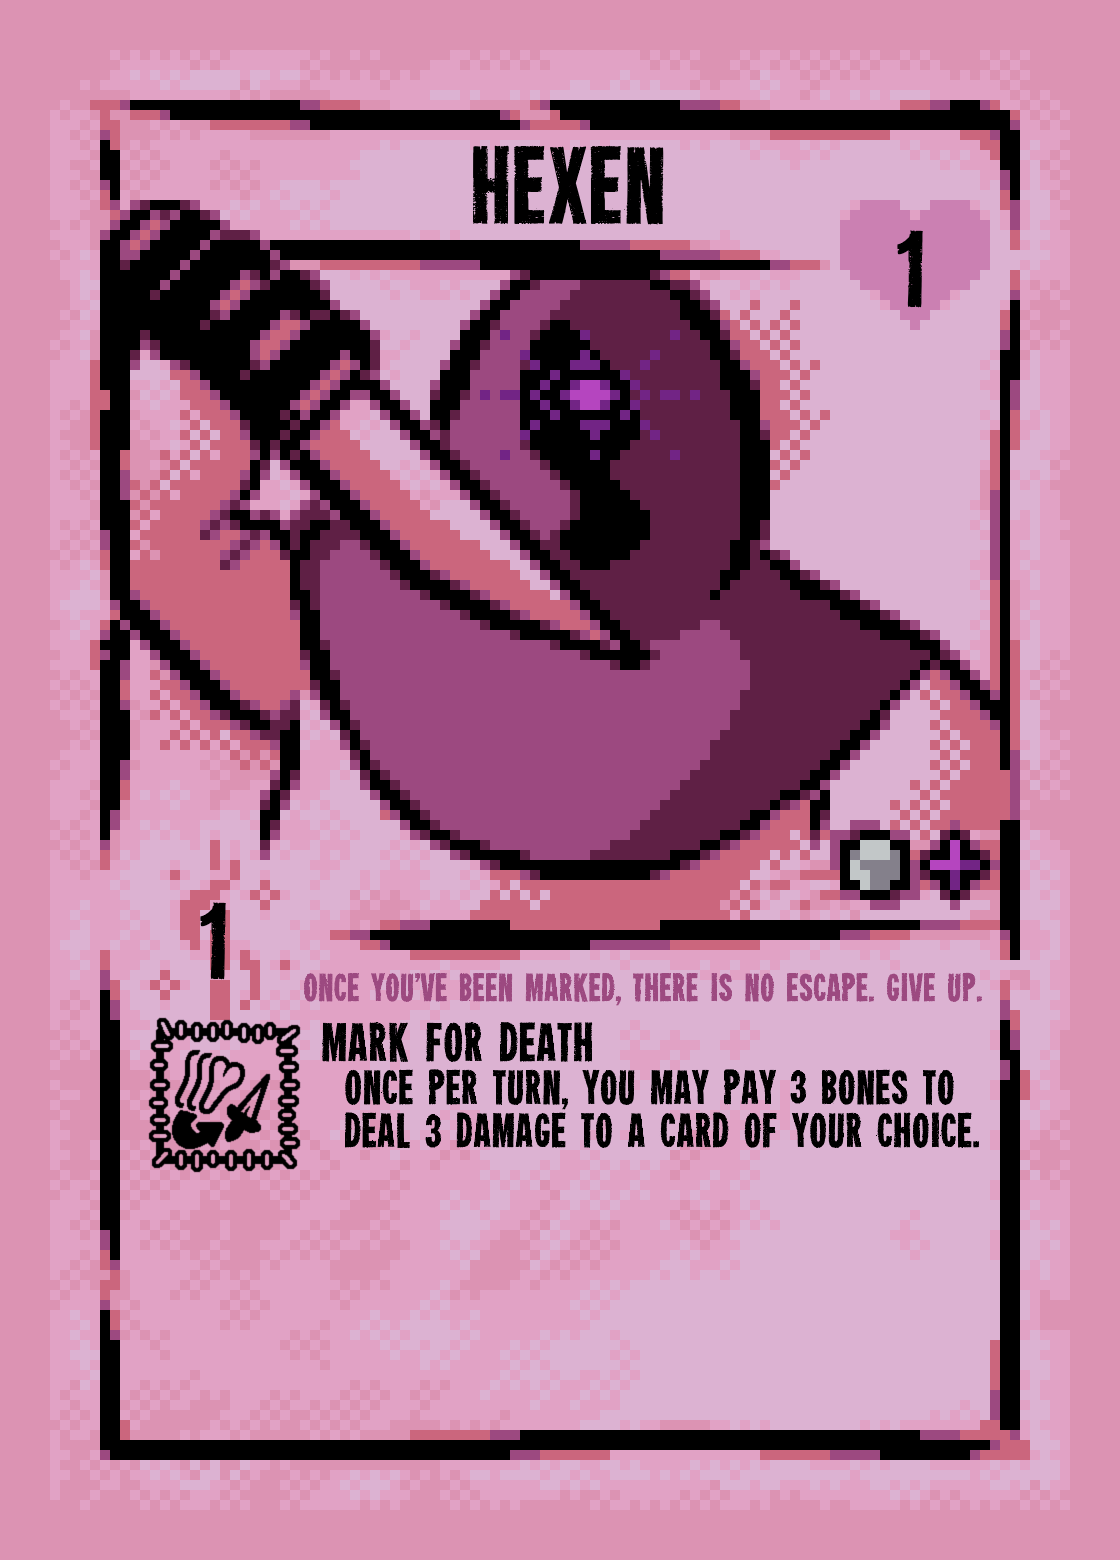 HEXEN
1
1
ONCE YOU'VE BEEN MARKED, THERE IS NO ESCAPE. GIVE UP.
MARK FOR DEATH
ONCE PER TURN, YOU MAY PAY 3 BONES TO
DEAL 3 DAMAGE TO A CARD OF YOUR CHOICE.